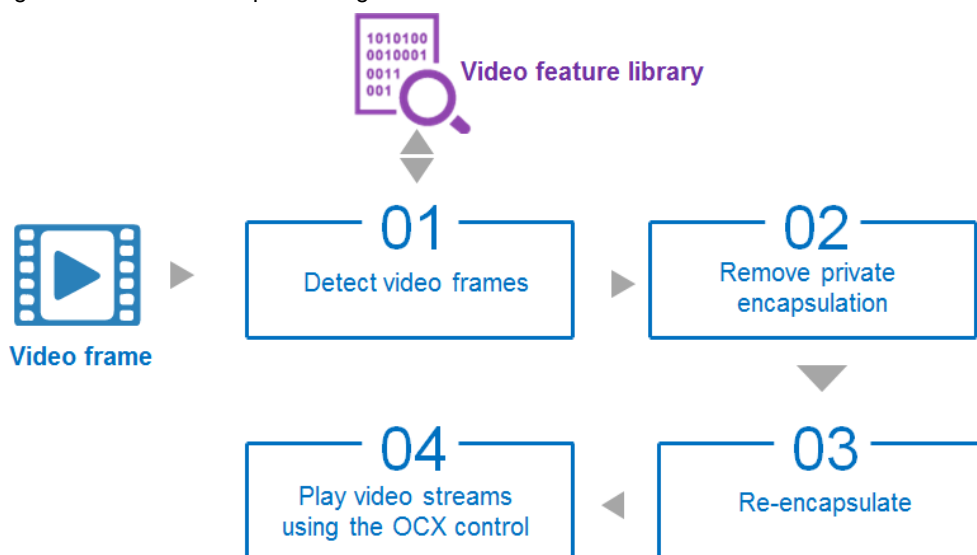 1010100
0010001
0011
001
Video feature library
01
Detect video frames
02
Remove private
encapsulation
Video frame
03
Re-encapsulate
04
Play video streams
using the OCX control